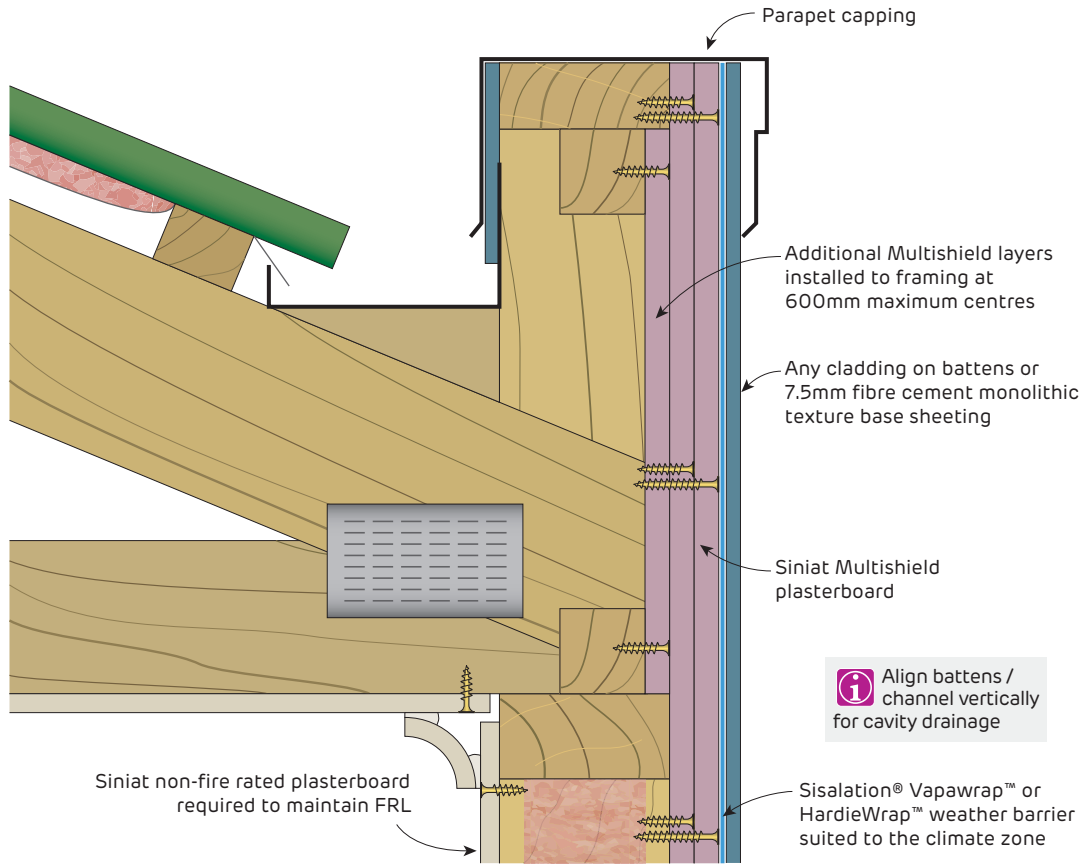 Parapet capping
Additional Multishield layers
installed to framing at
600mm maximum centres
Any cladding on battens or
7.5mm fibre cement monolithic
texture base sheeting
Siniat Multishield
plasterboard
Align battens /
channel vertically
for cavity drainage
Siniat non-fire rated plasterboard
required to maintain FRL
Sisalation® Vapawrap™ or
HardieWrap™ weather barrier
suited to the climate zone